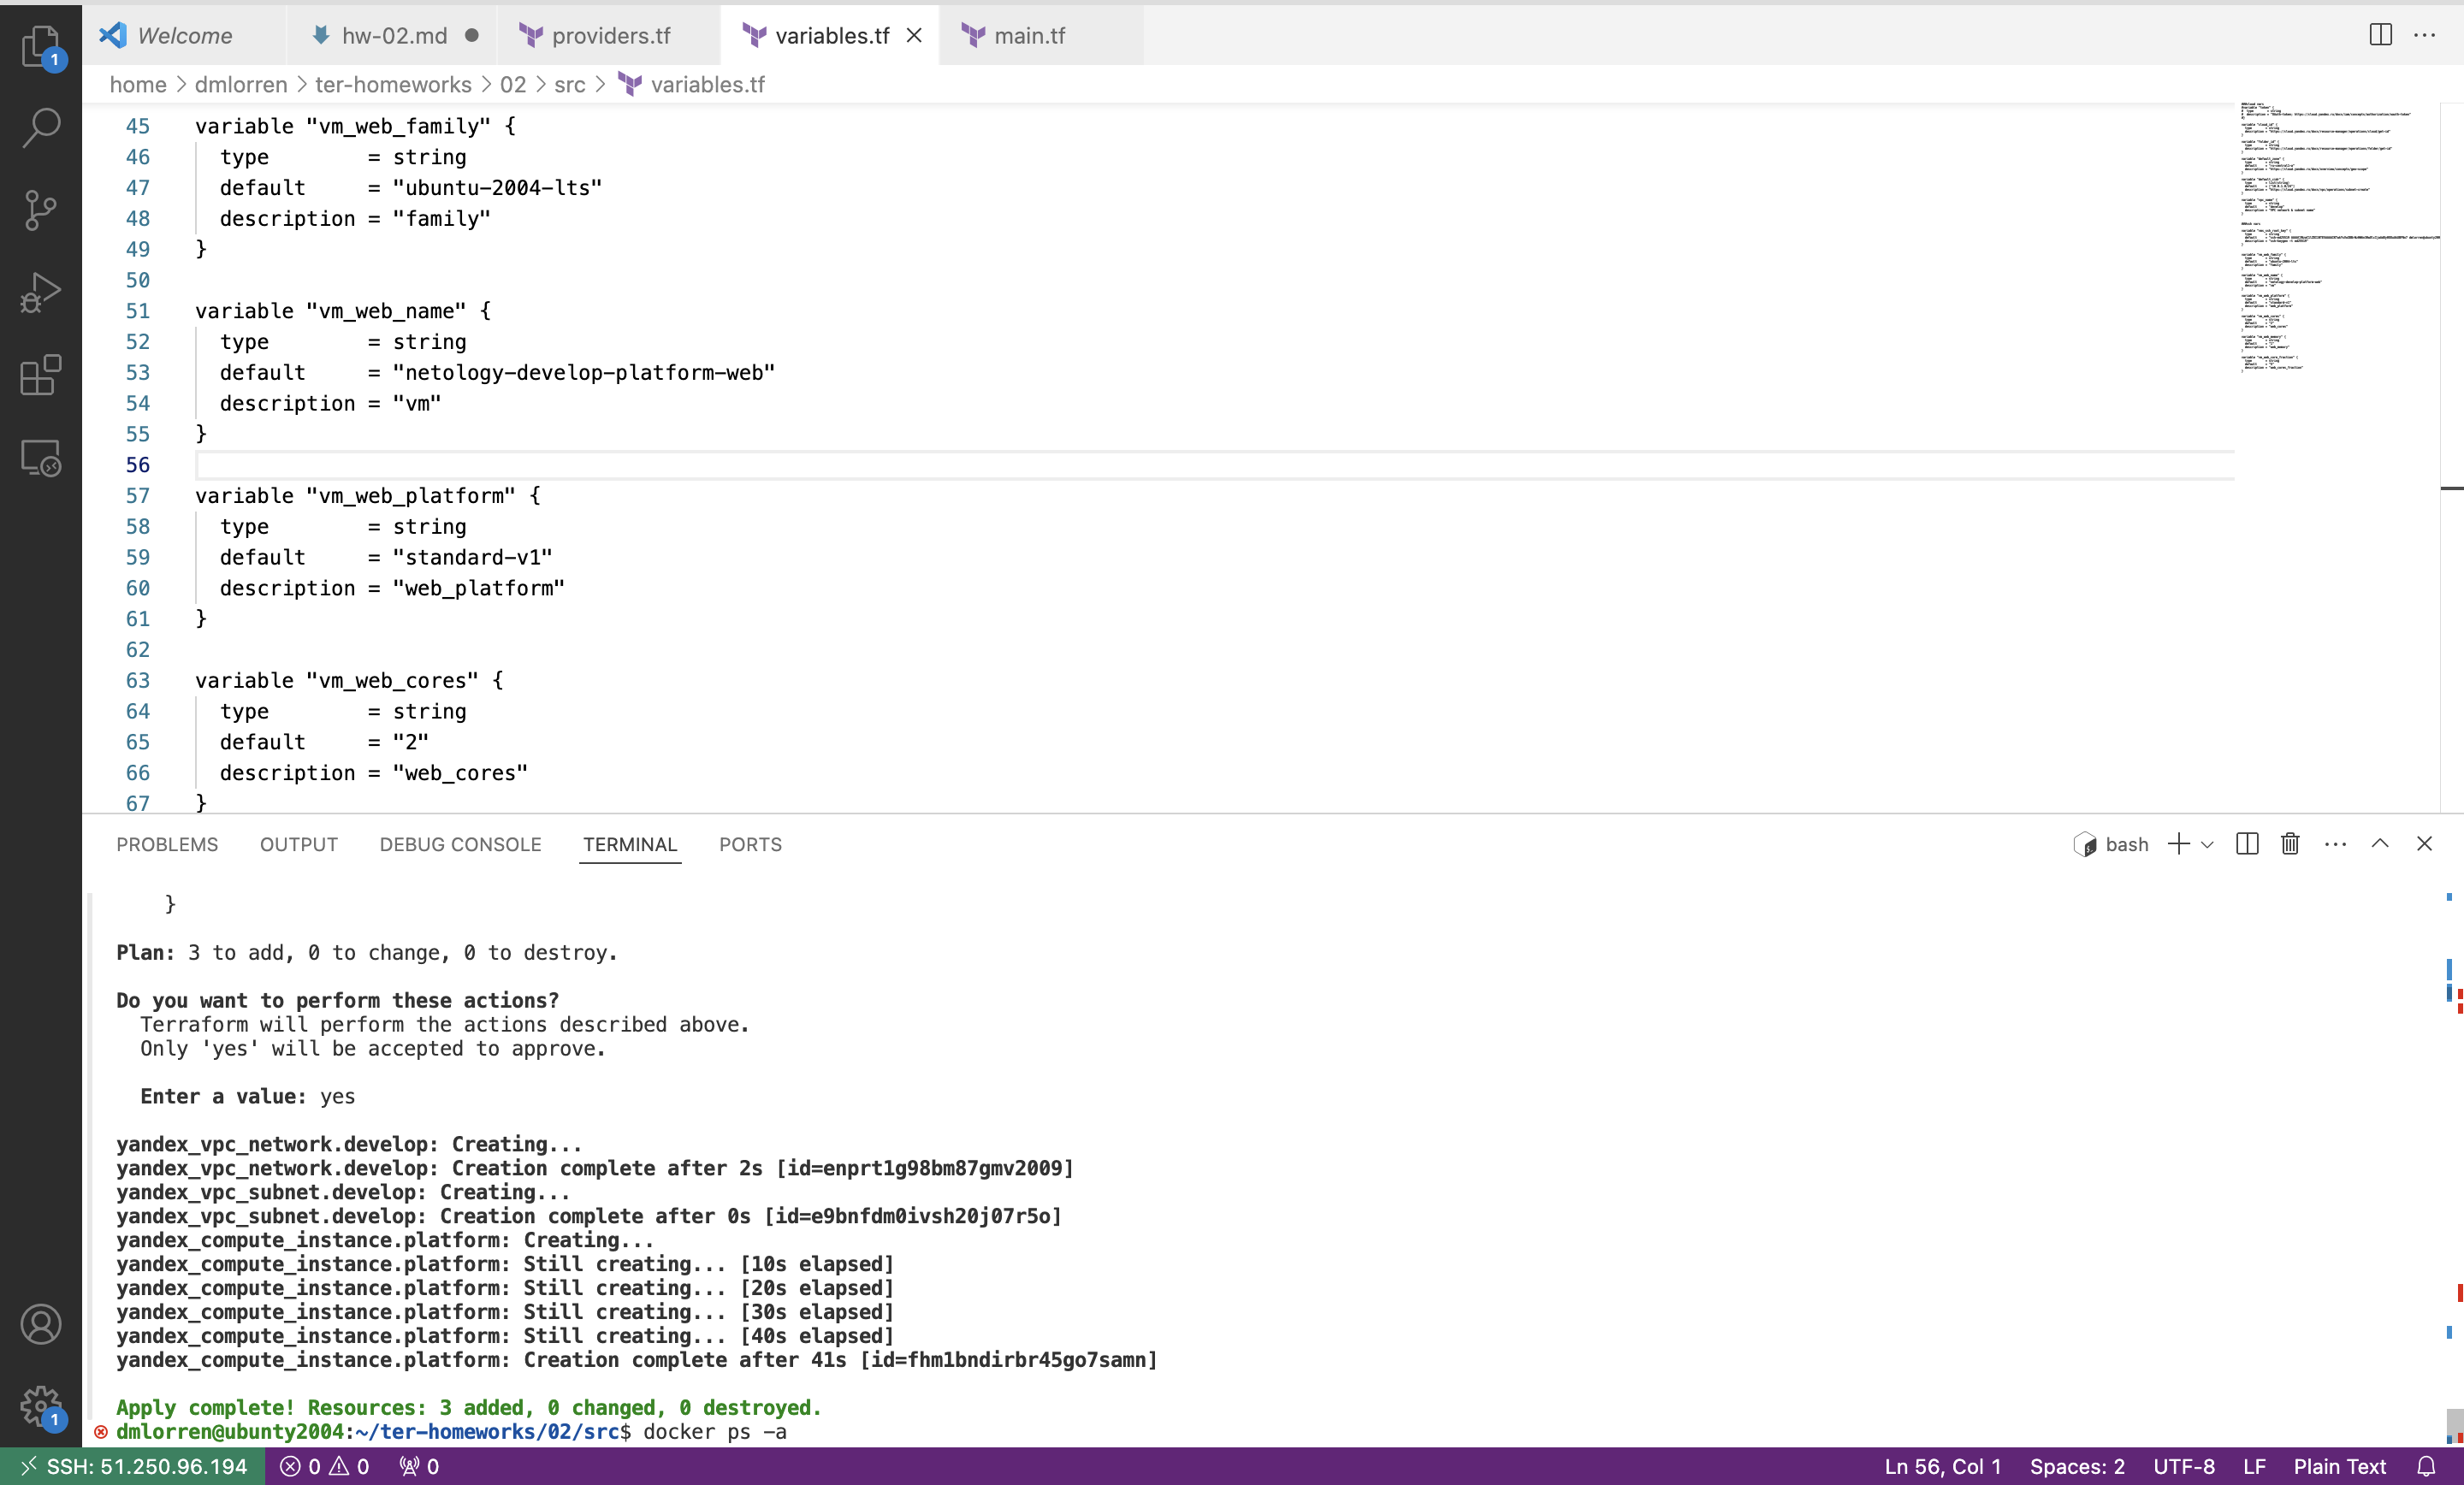 Welcome
hw-02.md
providers.tf
variables.tf
main.tf
home > dmlorren > ter-homeworks > 02 > src > variables.tf
45 variable "vm_web_family" {
46 type = string
47 default = "ubuntu-2004-lts"
48 description = "family"
49 }
50
51 variable "vm_web_name" {
52 type = string
53 default = "netology-develop-platform-web"
54 description = "vm"
55 }
56
57 variable "vm_web_platform" {
58 type = string
59 default = "standard-v1"
60 description = "web_platform"
61 }
62
63 variable "vm_web_cores" {
64 type = string
65 default = "2"
66 description = "web_cores"
67 }
PROBLEMS OUTPUT DEBUG CONSOLE TERMINAL PORTS
bash
}
Plan: 3 to add, 0 to change, 0 to destroy.
Do you want to perform these actions?
Terraform will perform the actions described above.
Only 'yes' will be accepted to approve.
Enter a value: yes
yandex_vpc_network.develop: Creating...
yandex_vpc_network.develop: Creation complete after 2s [id=enprt1g98bm87gmv2009]
yandex_vpc_subnet.develop: Creating...
yandex_vpc_subnet.develop: Creation complete after 0s [id=e9bnfdm0ivsh20j07r5o]
yandex_compute_instance.platform: Creating...
yandex_compute_instance.platform: Still creating... [10s elapsed]
yandex_compute_instance.platform: Still creating... [20s elapsed]
yandex_compute_instance.platform: Still creating... [30s elapsed]
yandex_compute_instance.platform: Still creating... [40s elapsed]
yandex_compute_instance.platform: Creation complete after 41s [id=fhm1bndirbr45go7samn]
Apply complete! Resources: 3 added, 0 changed, 0 destroyed.
dmlorren@ubunty2004:~/ter-homeworks/02/src$ docker ps -a
1
1
SSH: 51.250.96.194 0 0 0 Ln 56, Col 1 Spaces: 2 UTF-8 LF Plain Text